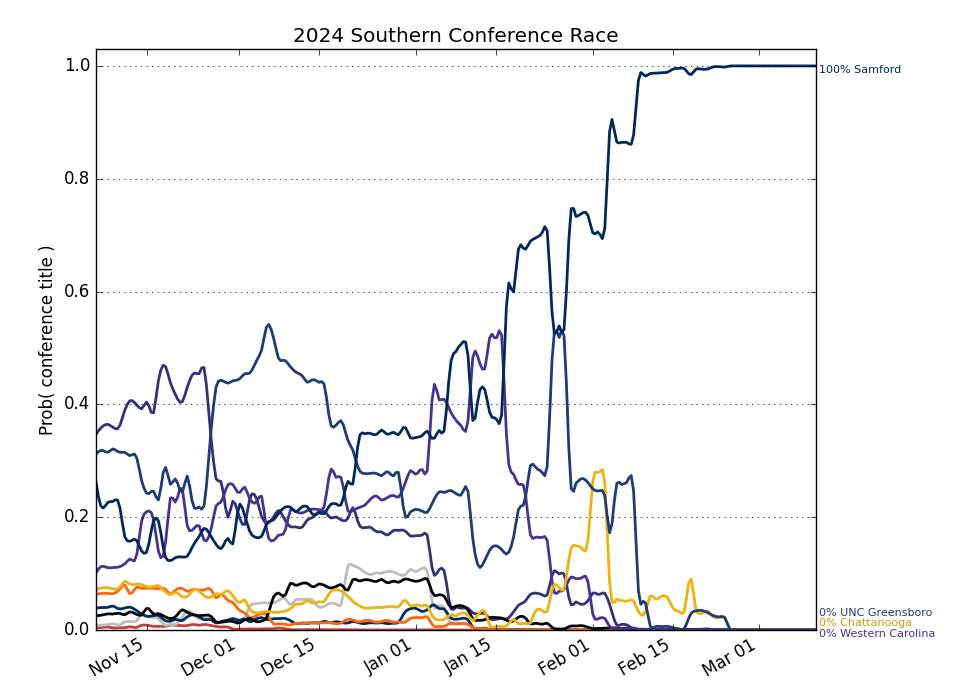 2024 Southern Conference Race
Prob( conference title )
1.0
0.8
0.6
0.4
0.2
0.0
100% Samford
0% UNC Greensboro
0% Chattanooga
0% Western Carolina
Nov 15
Dec 01
Dec 15
Jan 01
Jan 15
Feb 01
Feb 15
Mar 01